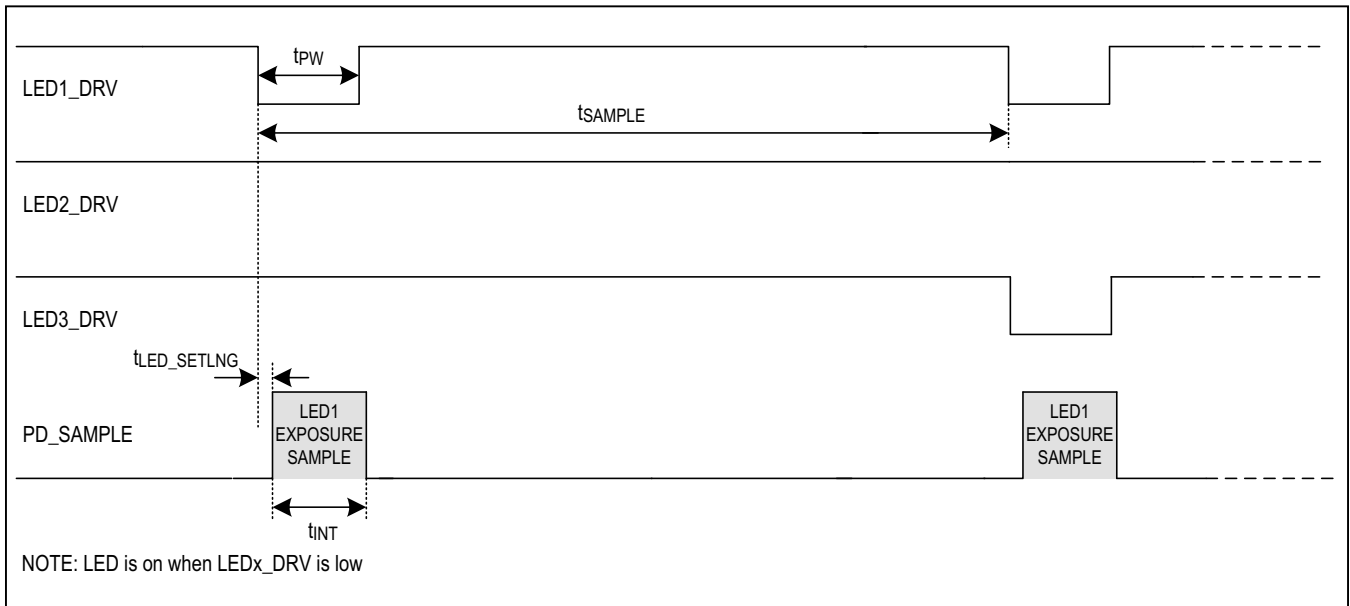 tPW
LED1_DRV
tSAMPLE
LED2_DRV
LED3_DRV
tLED_SETLNG
LED1
EXPOSURE
SAMPLE
LED1
EXPOSURE
SAMPLE
PD_SAMPLE
tINT
NOTE: LED is on when LEDx_DRV is low